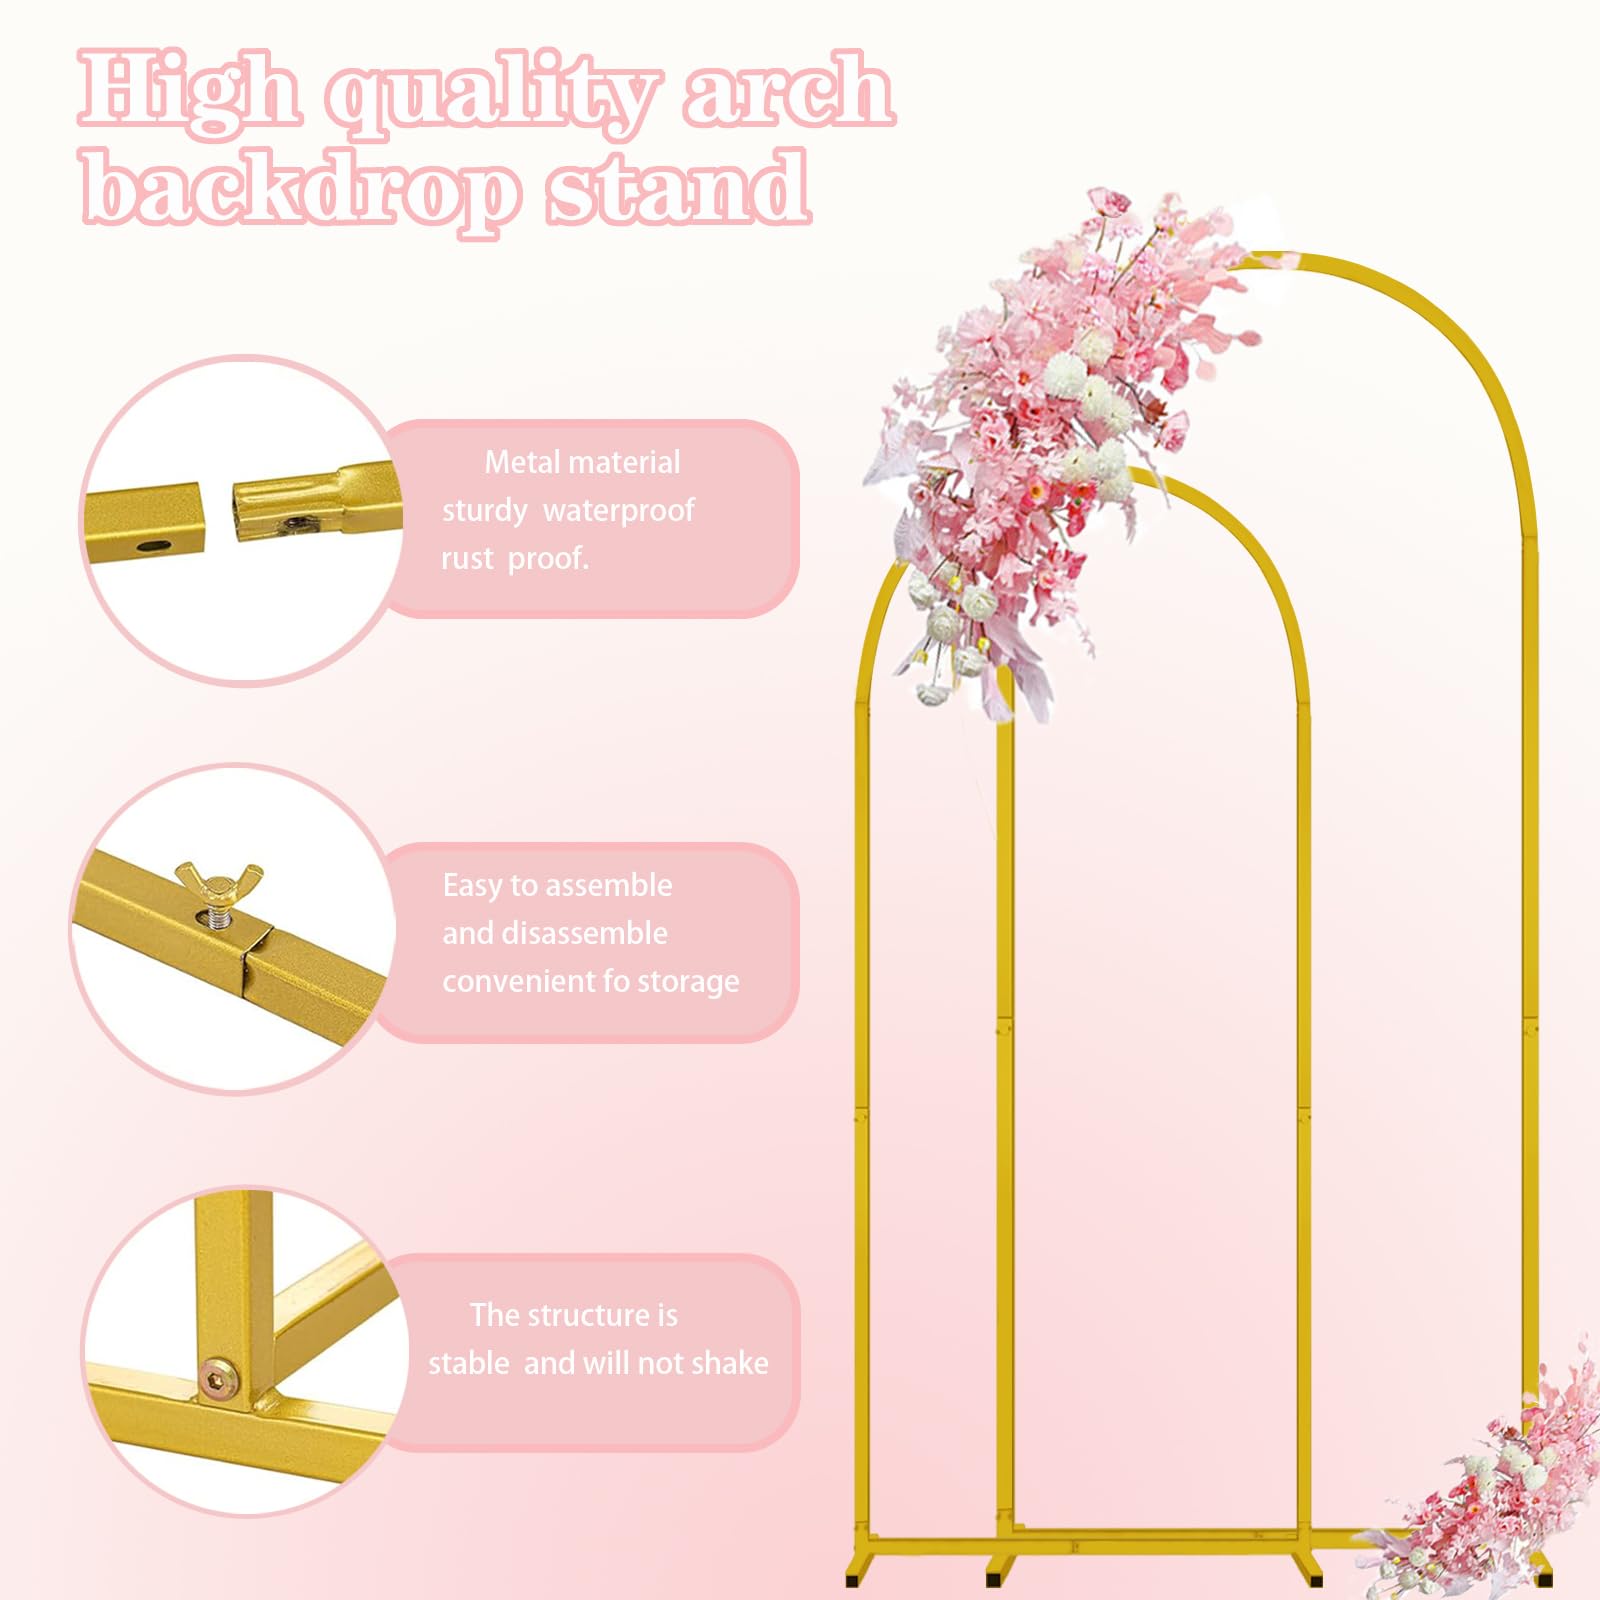 High quality arch
backdrop stand
Metal material
sturdy waterproof
rust proof.
Easy to assemble
and disassemble
convenient fo storage
The structure is
stable and will not shake